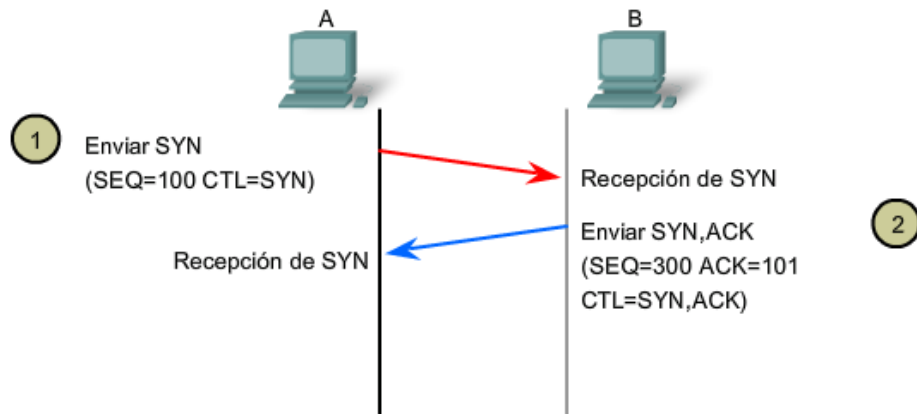 A
B
1
Enviar SYN
(SEQ=100 CTL=SYN)
Recepción de SYN
Enviar SYN,ACK
(SEQ=300 ACK=101
CTL=SYN,ACK)
2
Recepción de SYN